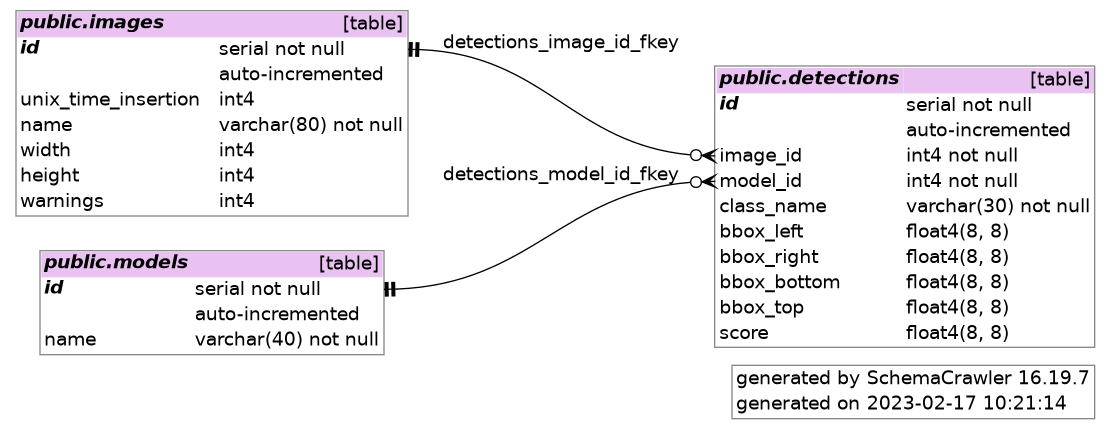 public.images [table]
id serial not null
auto-incremented
unix_time_insertion int4
name varchar(80) not null
width int4
height int4
warnings int4
detections_image_id_fkey
public.detections [table]
id serial not null
auto-incremented
image_id int4 not null
model_id int4 not null
class_name varchar(30) not null
bbox_left float4(8, 8)
bbox_right float4(8, 8)
bbox_bottom float4(8, 8)
bbox_top float4(8, 8)
score float4(8, 8)
detections_model_id_fkey
public.models [table]
id serial not null
auto-incremented
name varchar(40) not null
generated by SchemaCrawler 16.19.7
generated on 2023-02-17 10:21:14